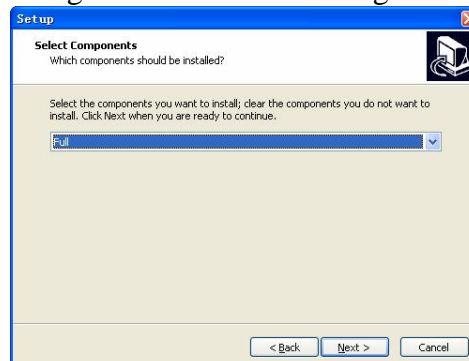 Setup
Select Components
Which components should be installed?
Select the components you want to install; clear the components you do not want to
install. Click Next when you are ready to continue.
Full
< Back
Next >
Cancel